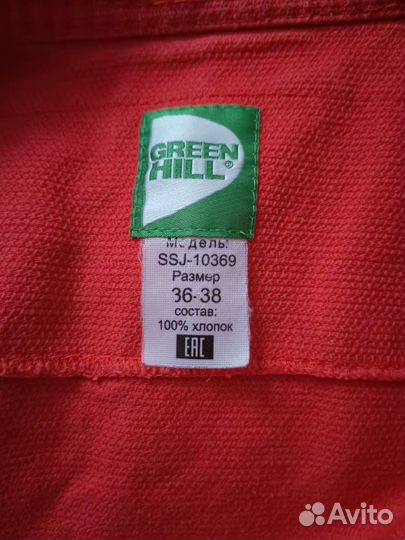 GREEN
HILL®
Модель:
SSJ-10369
Размер
36-38
состав:
100% хлопок
EAC
Avito